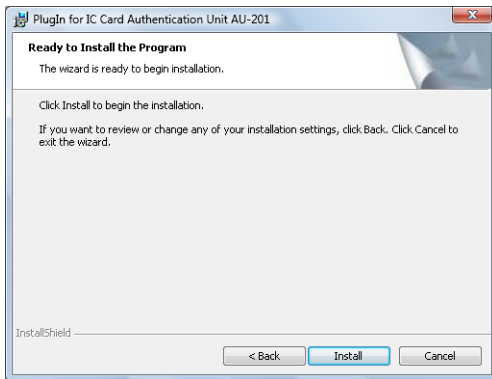 PlugIn for IC Card Authentication Unit AU-201
Ready to Install the Program
The wizard is ready to begin installation.
Click Install to begin the installation.
If you want to review or change any of your installation settings, click Back. Click Cancel to
exit the wizard.
InstallShield
< Back Install Cancel